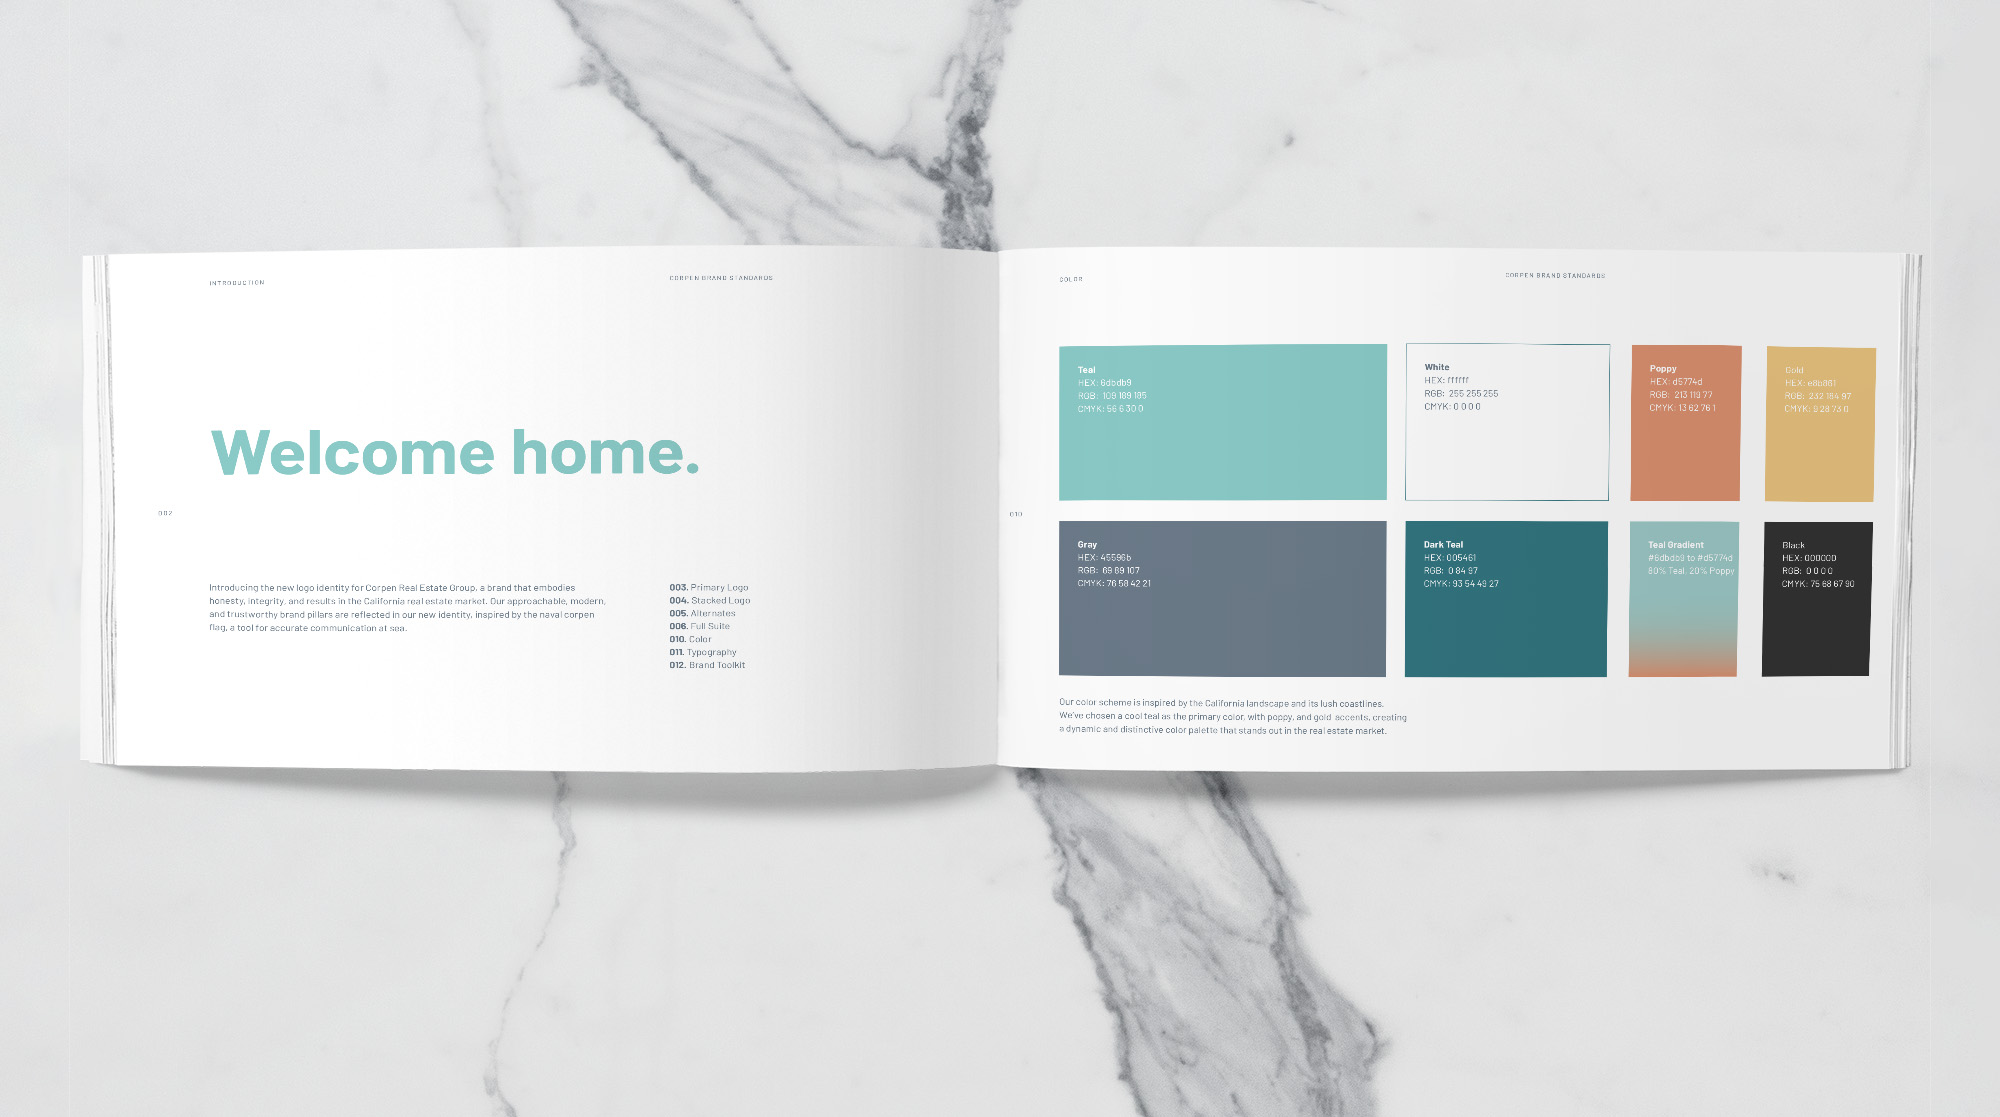 INTRODUCTION
CORPEN BRAND STANDARDS
Welcome home.
002
Introducing the new logo identity for Corpen Real Estate Group, a brand that embodies
honesty, integrity, and results in the California real estate market. Our approachable, modern,
and trustworthy brand pillars are reflected in our new identity, inspired by the naval corpen
flag, a tool for accurate communication at sea.
003. Primary Logo
004. Stacked Logo
005. Alternates
006. Full Suite
010. Color
011. Typography
012. Brand Toolkit
COLOR
CORPEN BRAND STANDARDS
010
Teal
HEX: 6dbdb9
RGB: 109 189 185
CMYK: 56 6 30 0
White
HEX: ffffff
RGB: 255 255 255
CMYK: 0 0 0 0
Poppy
HEX: d5774d
RGB: 213 119 77
CMYK: 13 62 76 1
Gold
HEX: e8b861
RGB: 232 184 97
CMYK: 9 28 73 0
Gray
HEX: 45596b
RGB: 69 89 107
CMYK: 76 58 42 21
Dark Teal
HEX: 005461
RGB: 0 84 97
CMYK: 93 54 49 27
Teal Gradient
#6dbdb9 to #d5774d
80% Teal, 20% Poppy
Black
HEX: 000000
RGB: 0 0 0 0
CMYK: 75 68 67 90
Our color scheme is inspired by the California landscape and its lush coastlines.
We've chosen a cool teal as the primary color, with poppy, and gold accents, creating
a dynamic and distinctive color palette that stands out in the real estate market.